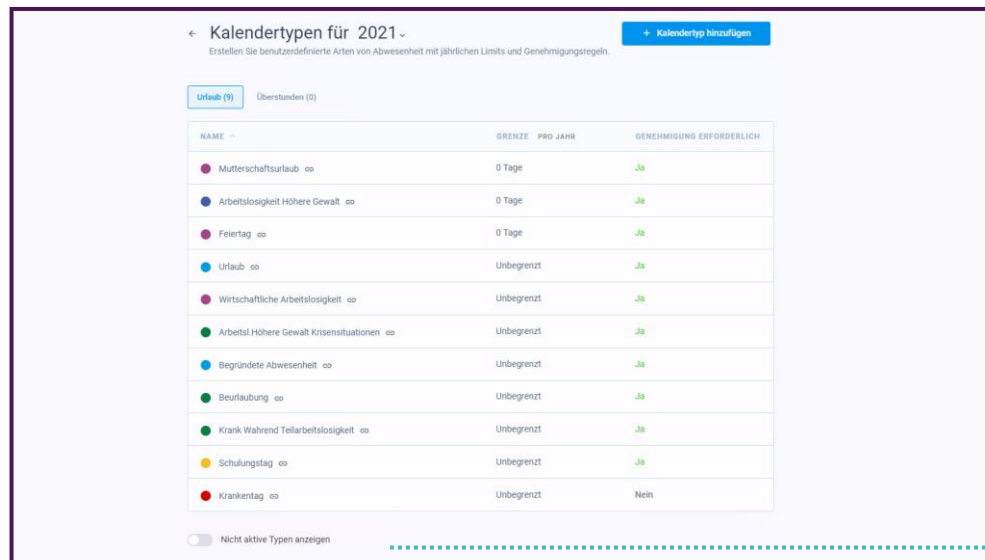 Kalendertypen für 2021
+ Kalendertyp hinzufügen
Erstellen Sie benutzerdefinierte Arten von Abwesenheit mit jährlichen Limits und Genehmigungsregeln.
Urlaub (9) Überstunden (0)
NAME GRENZE PRO JAHR GENEHMIGUNG ERFORDERLICH
Mutterschaftsurlaub 0 Tage Ja
Arbeitslosigkeit Höhere Gewalt 0 Tage Ja
Feiertag 0 Tage Ja
Urlaub Unbegrenzt Ja
Wirtschaftliche Arbeitslosigkeit Unbegrenzt Ja
Arbeitsl.Höhere Gewalt Krisensituationen Unbegrenzt Ja
Begründete Abwesenheit Unbegrenzt Ja
Beurlaubung Unbegrenzt Ja
Krank Wahrend Teilarbeitslosigkeit Unbegrenzt Ja
Schulungstag Unbegrenzt Ja
Krankentag Unbegrenzt Nein
Nicht aktive Typen anzeigen